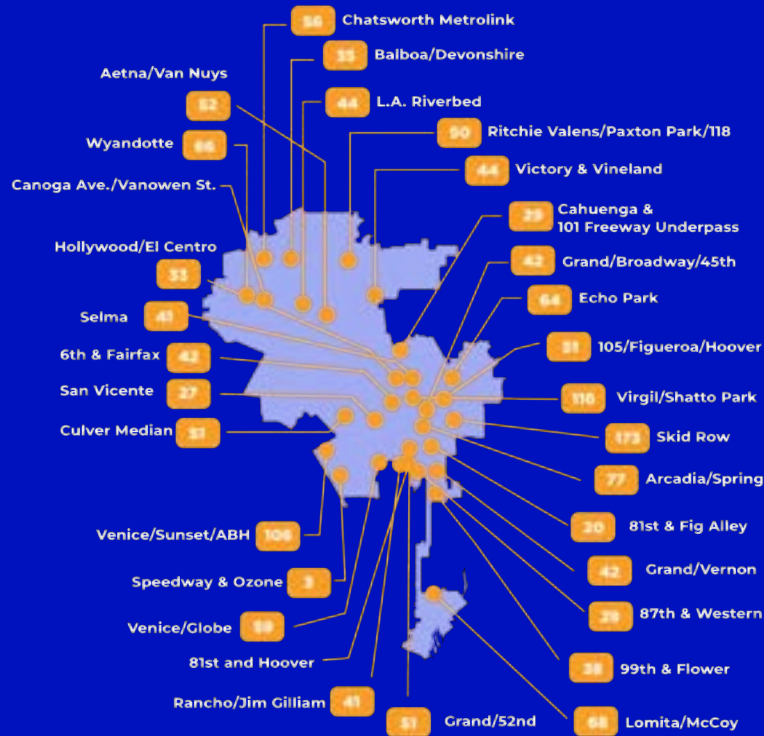 Chatsworth Metrolink
Balboa/Devonshire
Aetna/Van Nuys
52
44 L.A. Riverbed
Wyandotte
90 Ritchie Valens/Paxton Park/118
Canoga Ave./Vanowen St.
44 Victory & Vineland
Cahuenga &
101 Freeway Underpass
Hollywood/El Centro
33
42 Grand/Broadway/45th
64 Echo Park
Selma 41
6th & Fairfax 42
105/Figueroa/Hoover
San Vicente 27
Virgil/Shatto Park
Culver Median 51
173 Skid Row
77 Arcadia/Spring
Venice/Sunset/ABH 106
20 81st & Fig Alley
Speedway & Ozone 3
42 Grand/Vernon
Venice/Globe
87th & Western
81st and Hoover
99th & Flower
Rancho/Jim Gilliam 41
51 Grand/52nd
68 Lomita/McCoy